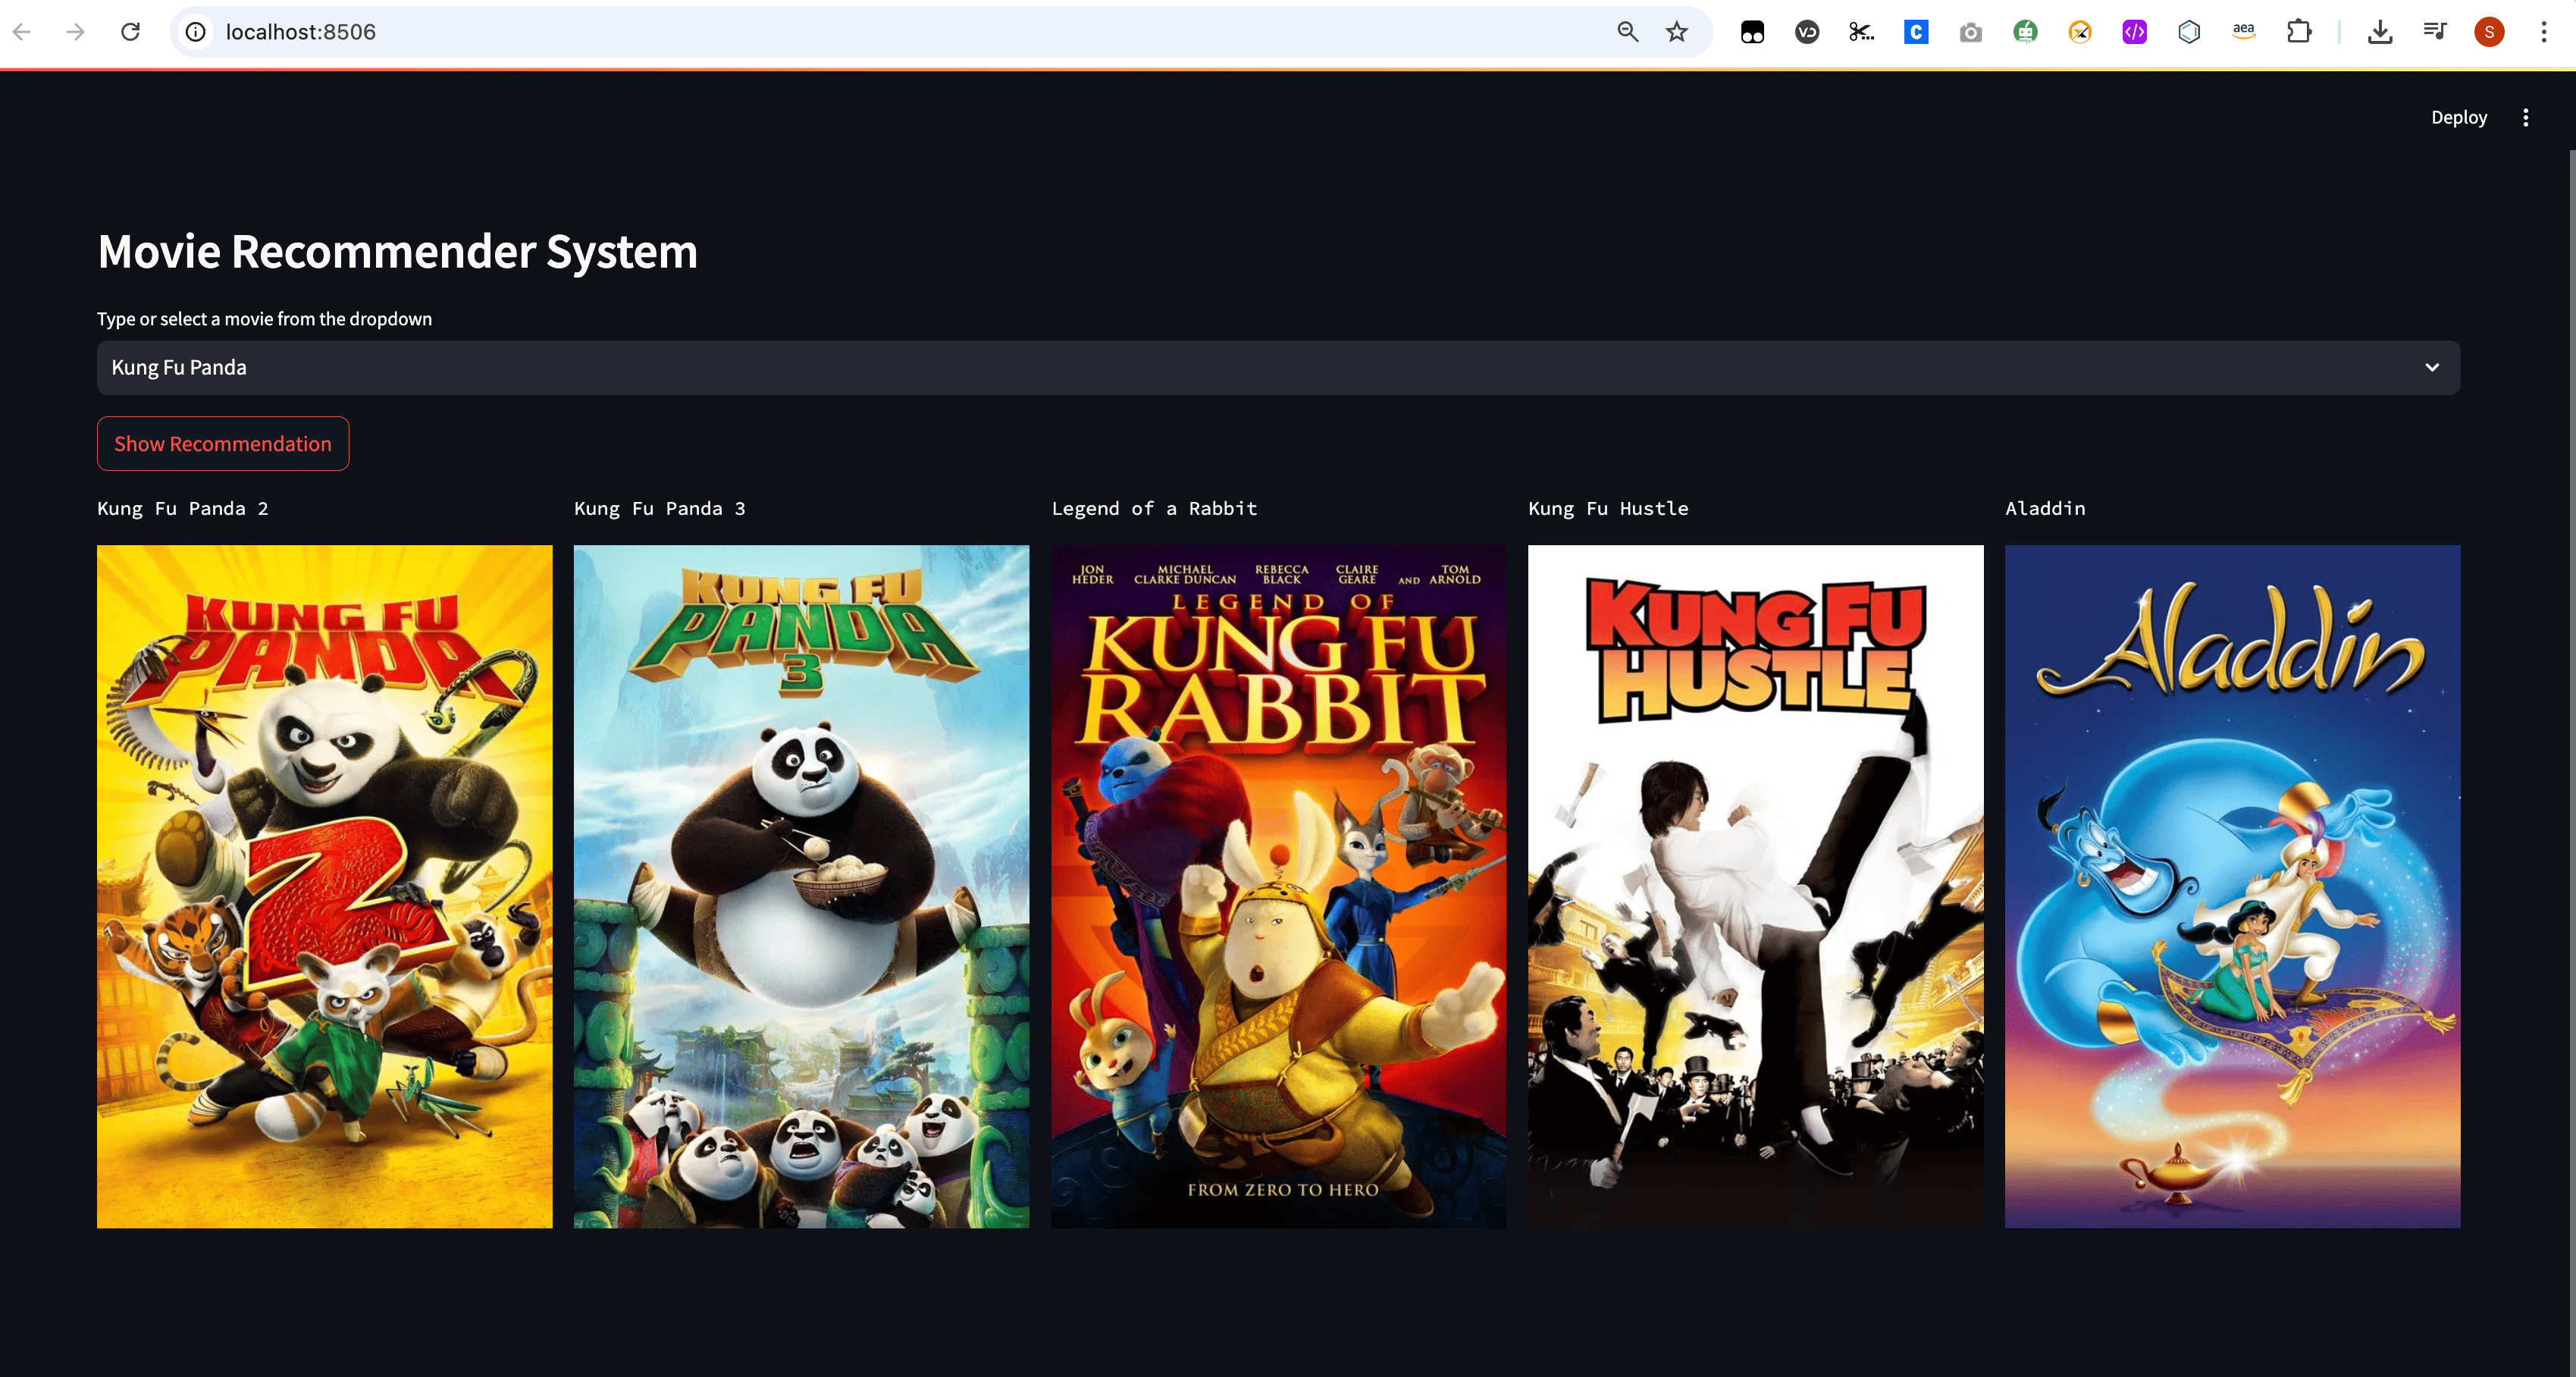 localhost:8506
C
aea
S
Deploy
Movie Recommender System
Type or select a movie from the dropdown
Kung Fu Panda
Show Recommendation
Kung Fu Panda 2
Kung Fu Panda 3
Legend of a Rabbit
Kung Fu Hustle
Aladdin
KUNG FU
PANDA
2
KUNG FU
PANDA
3
JON HEDER MICHAEL CLARKE DUNCAN REBECCA BLACK CLAIRE GEARE AND TOM ARNOLD
LEGEND OF
KUNG FU
RABBIT
FROM ZERO TO HERO
KUNG FU
HUSTLE
Aladdin